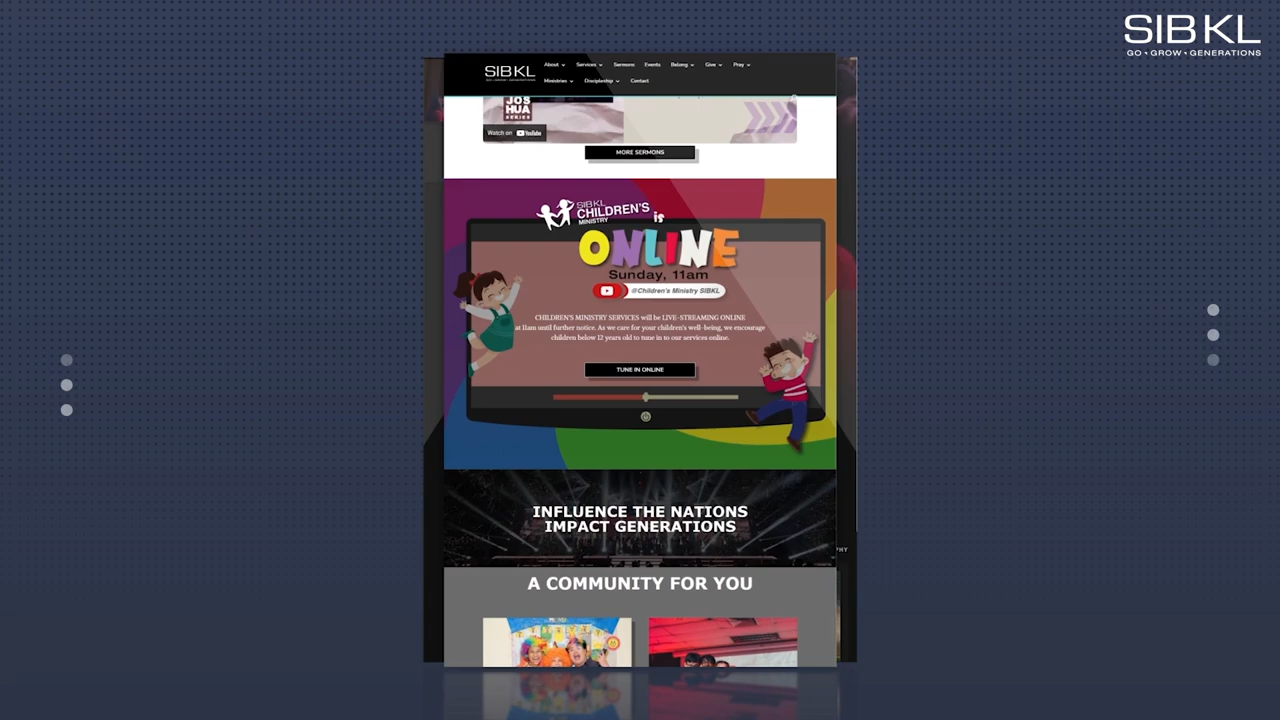 SIBKL
GO • GROW • GENERATIONS
SIBKL
GO • GROW • GENERATIONS
About Services Sermons Events Belong Give Pray
Ministries Discipleship Contact
JOS
HUA
SERIES
Watch on YouTube
MORE SERMONS
SIBKL
CHILDREN'S
MINISTRY
is
ONLINE
Sunday, 11am
@Children's Ministry SIBKL
CHILDREN'S MINISTRY SERVICES will be LIVE-STREAMING ONLINE
at 11am until further notice. As we care for your children's well-being, we encourage
children below 12 years old to tune in to our services online.
TUNE IN ONLINE
INFLUENCE THE NATIONS
IMPACT GENERATIONS
PHY
A COMMUNITY FOR YOU